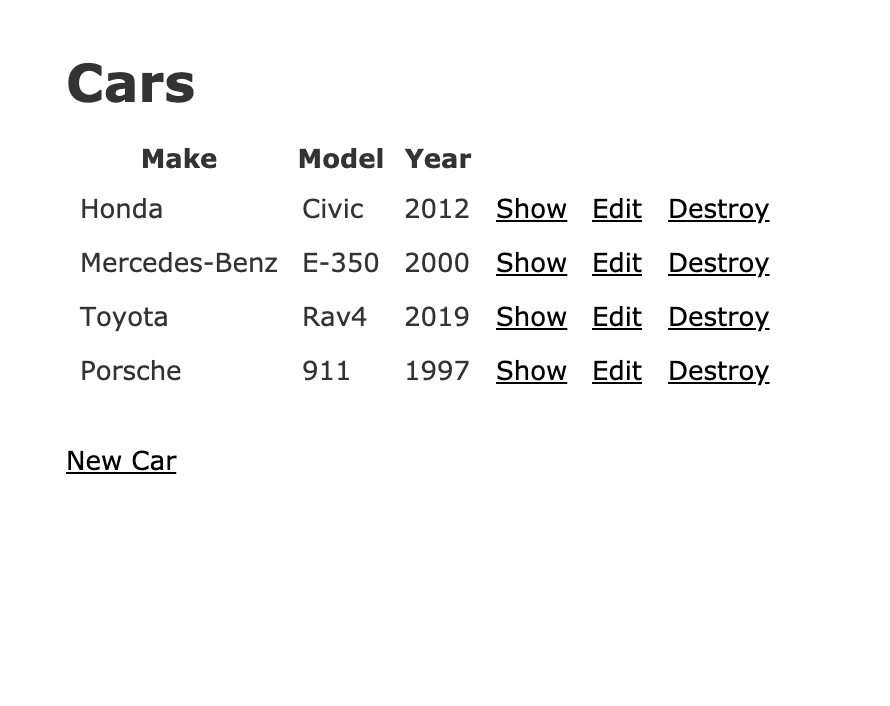 Cars
Make Model Year
Honda Civic 2012 Show Edit Destroy
Mercedes-Benz E-350 2000 Show Edit Destroy
Toyota Rav4 2019 Show Edit Destroy
Porsche 911 1997 Show Edit Destroy
New Car